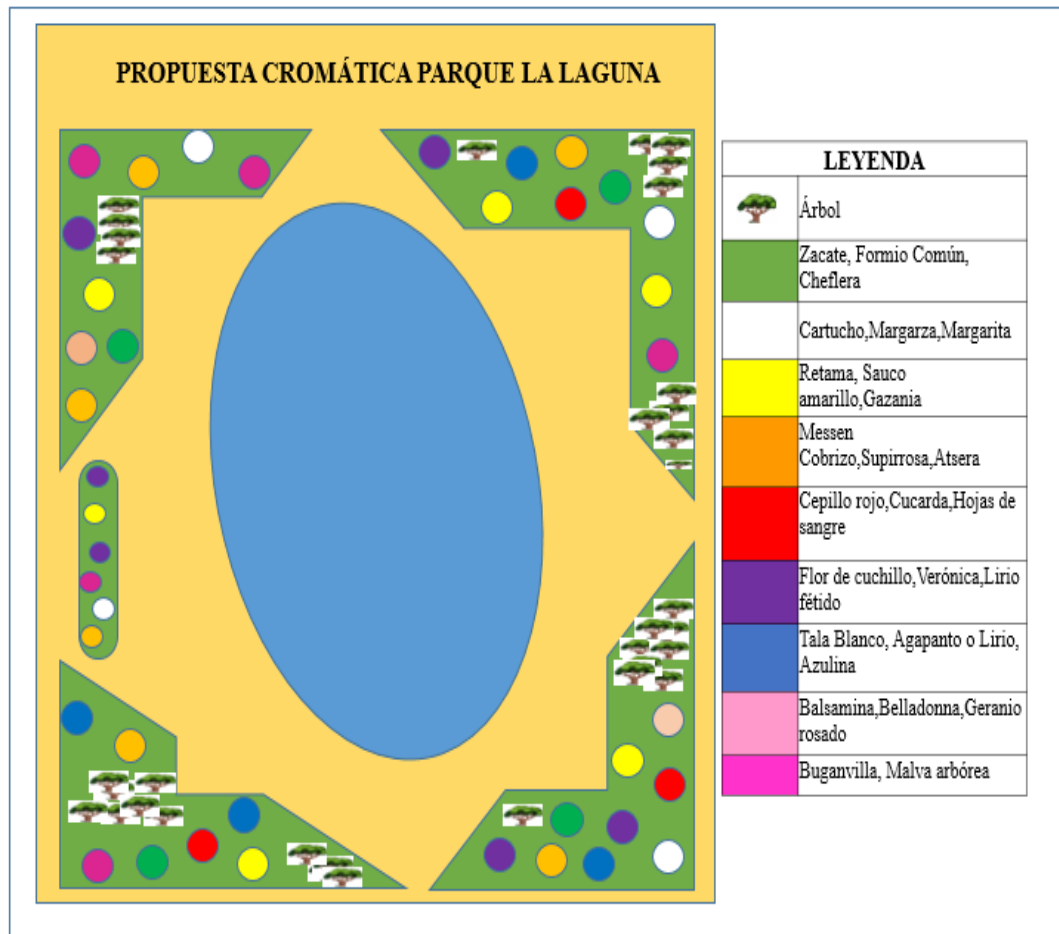 PROPUESTA CROMÁTICA PARQUE LA LAGUNA
LEYENDA
Árbol
Zacate, Formio Común,
Cheflera
Cartucho,Margarza,Margarita
Retama, Sauco
amarillo,Gazania
Messen
Cobrizo,Supirrosa,Atsera
Cepillo rojo,Cucarda,Hojas de
sangre
Flor de cuchillo,Verónica,Lirio
fétido
Tala Blanco, Agapanto o Lirio,
Azulina
Balsamina,Belladonna,Geranio
rosado
Buganvilla, Malva arbórea